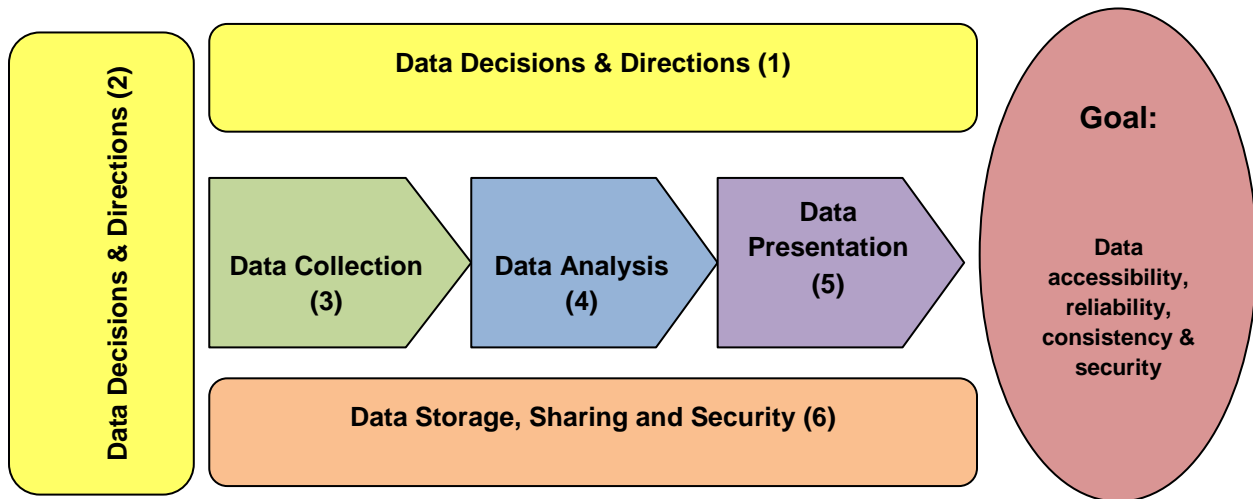 Data Decisions & Directions (2)
Data Decisions & Directions (1)
Data Collection
(3)
Data Analysis
(4)
Data
Presentation
(5)
Data Storage, Sharing and Security (6)
Goal:
Data
accessibility,
reliability,
consistency &
security